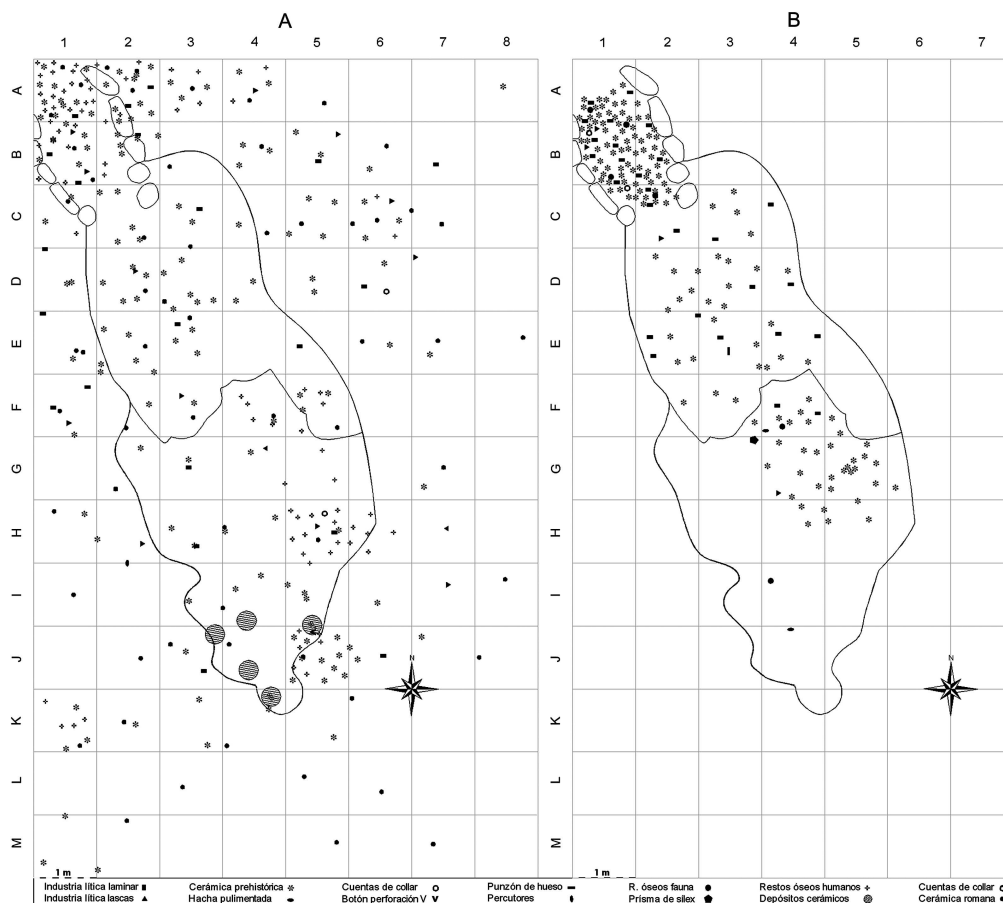 A
B
1 2 3 4 5 6 7 8
1 2 3 4 5 6 7
A
B
C
D
E
F
G
H
I
J
K
L
M
A
B
C
D
E
F
G
H
I
J
K
L
M
N
N
1 m
1 m
Industria lítica laminar Cerámica prehistórica Cuentas de collar Punzón de hueso R. óseos fauna Restos óseos humanos Cuentas de collar
Industria lítica lascas Hacha pulimentada Botón perforación V Percutores Prisma de sílex Depósitos cerámicos Cerámica romana